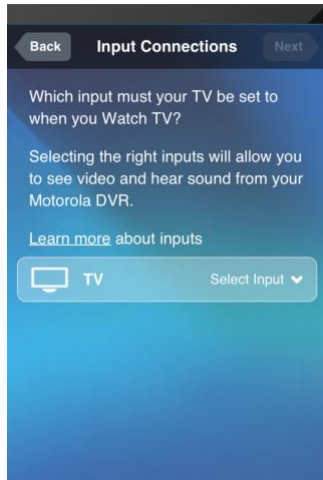 Back Input Connections Next
Which input must your TV be set to
when you Watch TV?
Selecting the right inputs will allow you
to see video and hear sound from your
Motorola DVR.
Learn more about inputs
TV Select Input